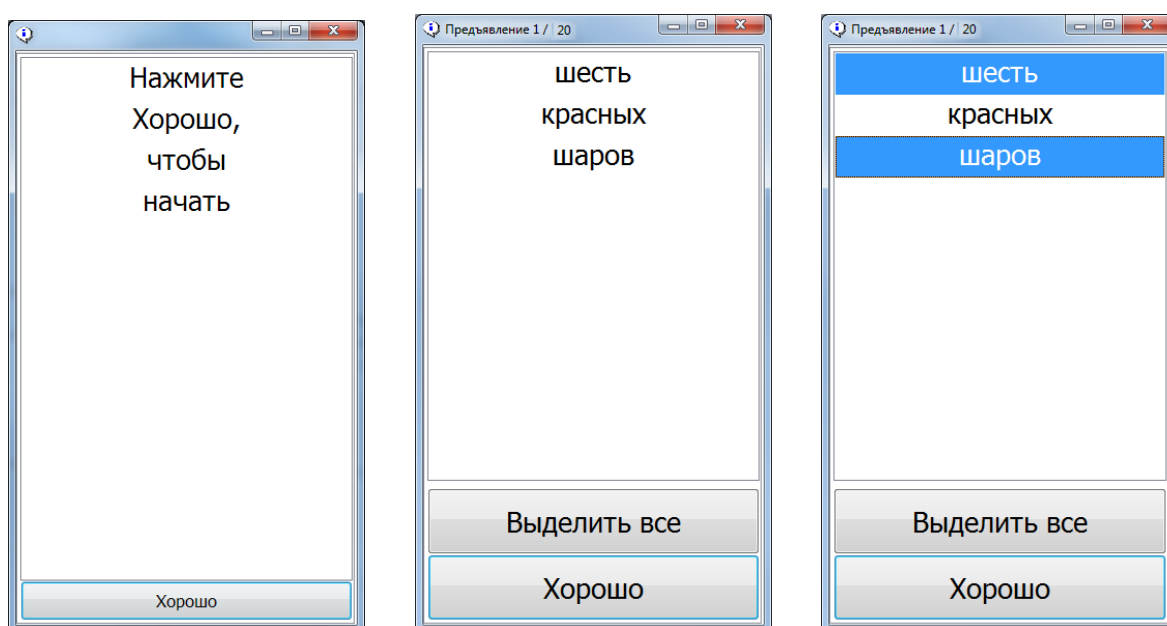 Нажмите
Хорошо,
чтобы
начать
Хорошо
Предъявление 1 / 20
шесть
красных
шаров
Выделить все
Хорошо
Предъявление 1 / 20
шесть
красных
шаров
Выделить все
Хорошо